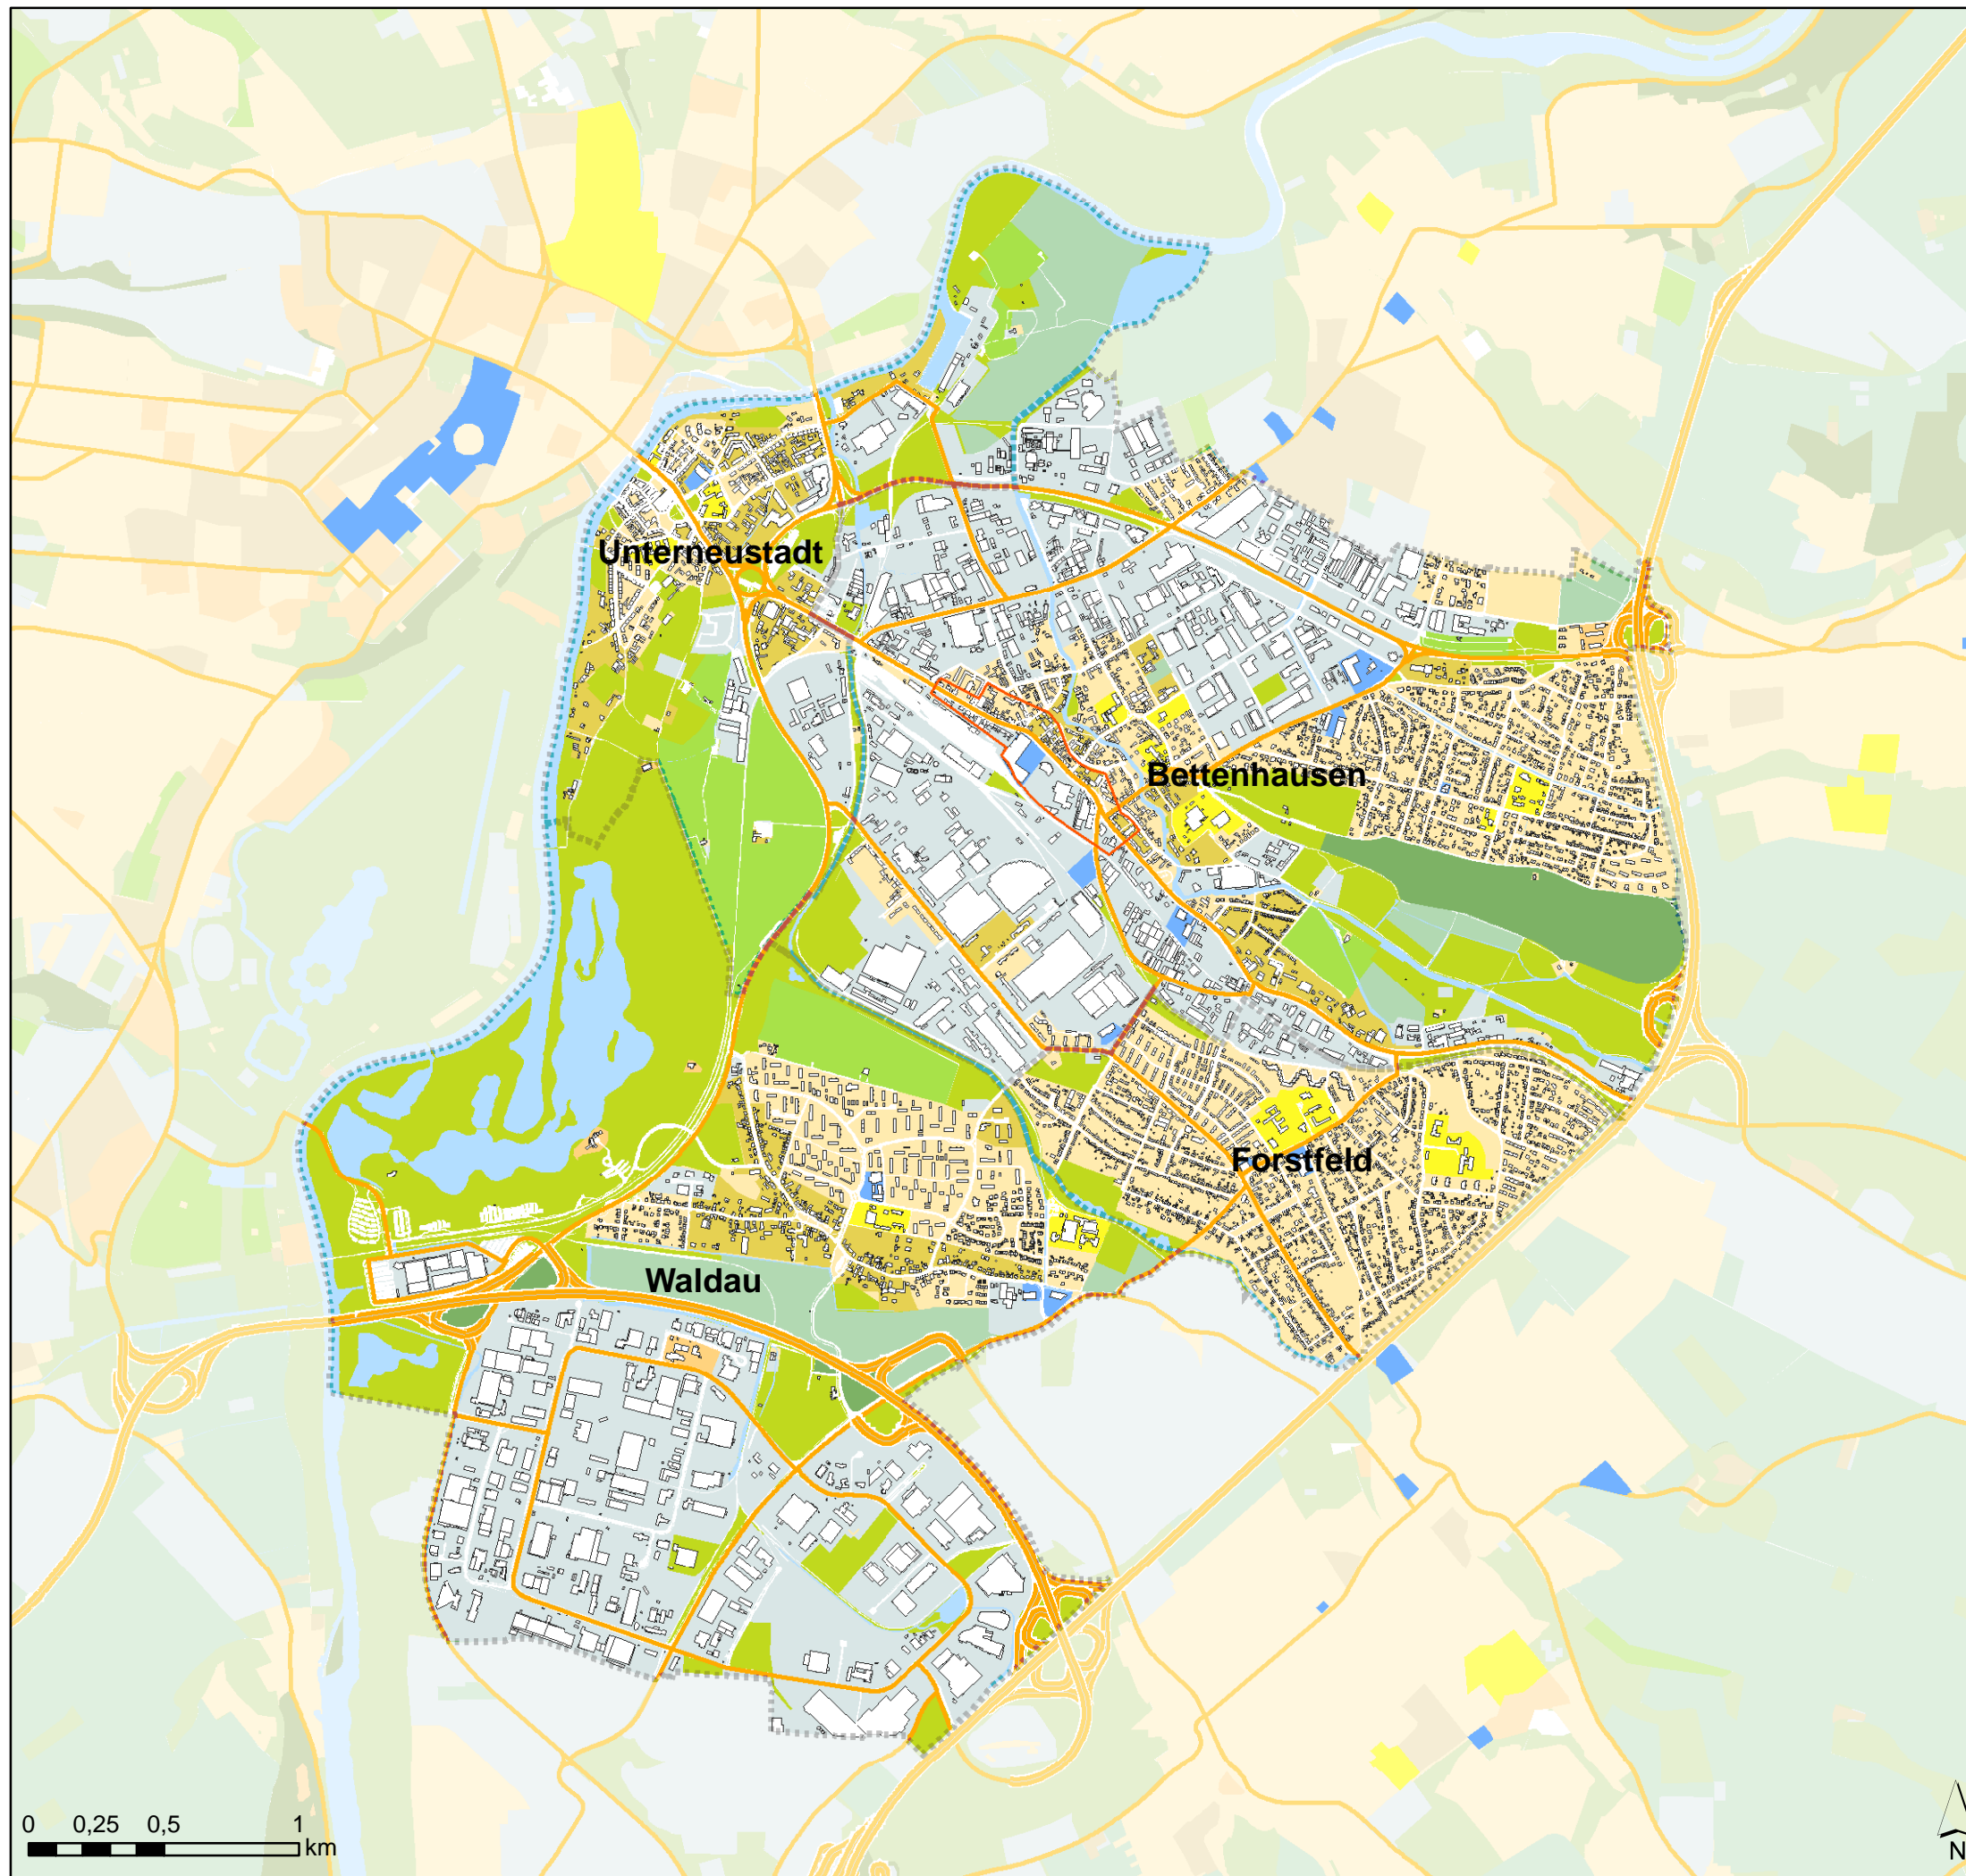 Unterneustadt
Bettenhausen
Forstfeld
Waldau
0 0,25 0,5 1
km
N